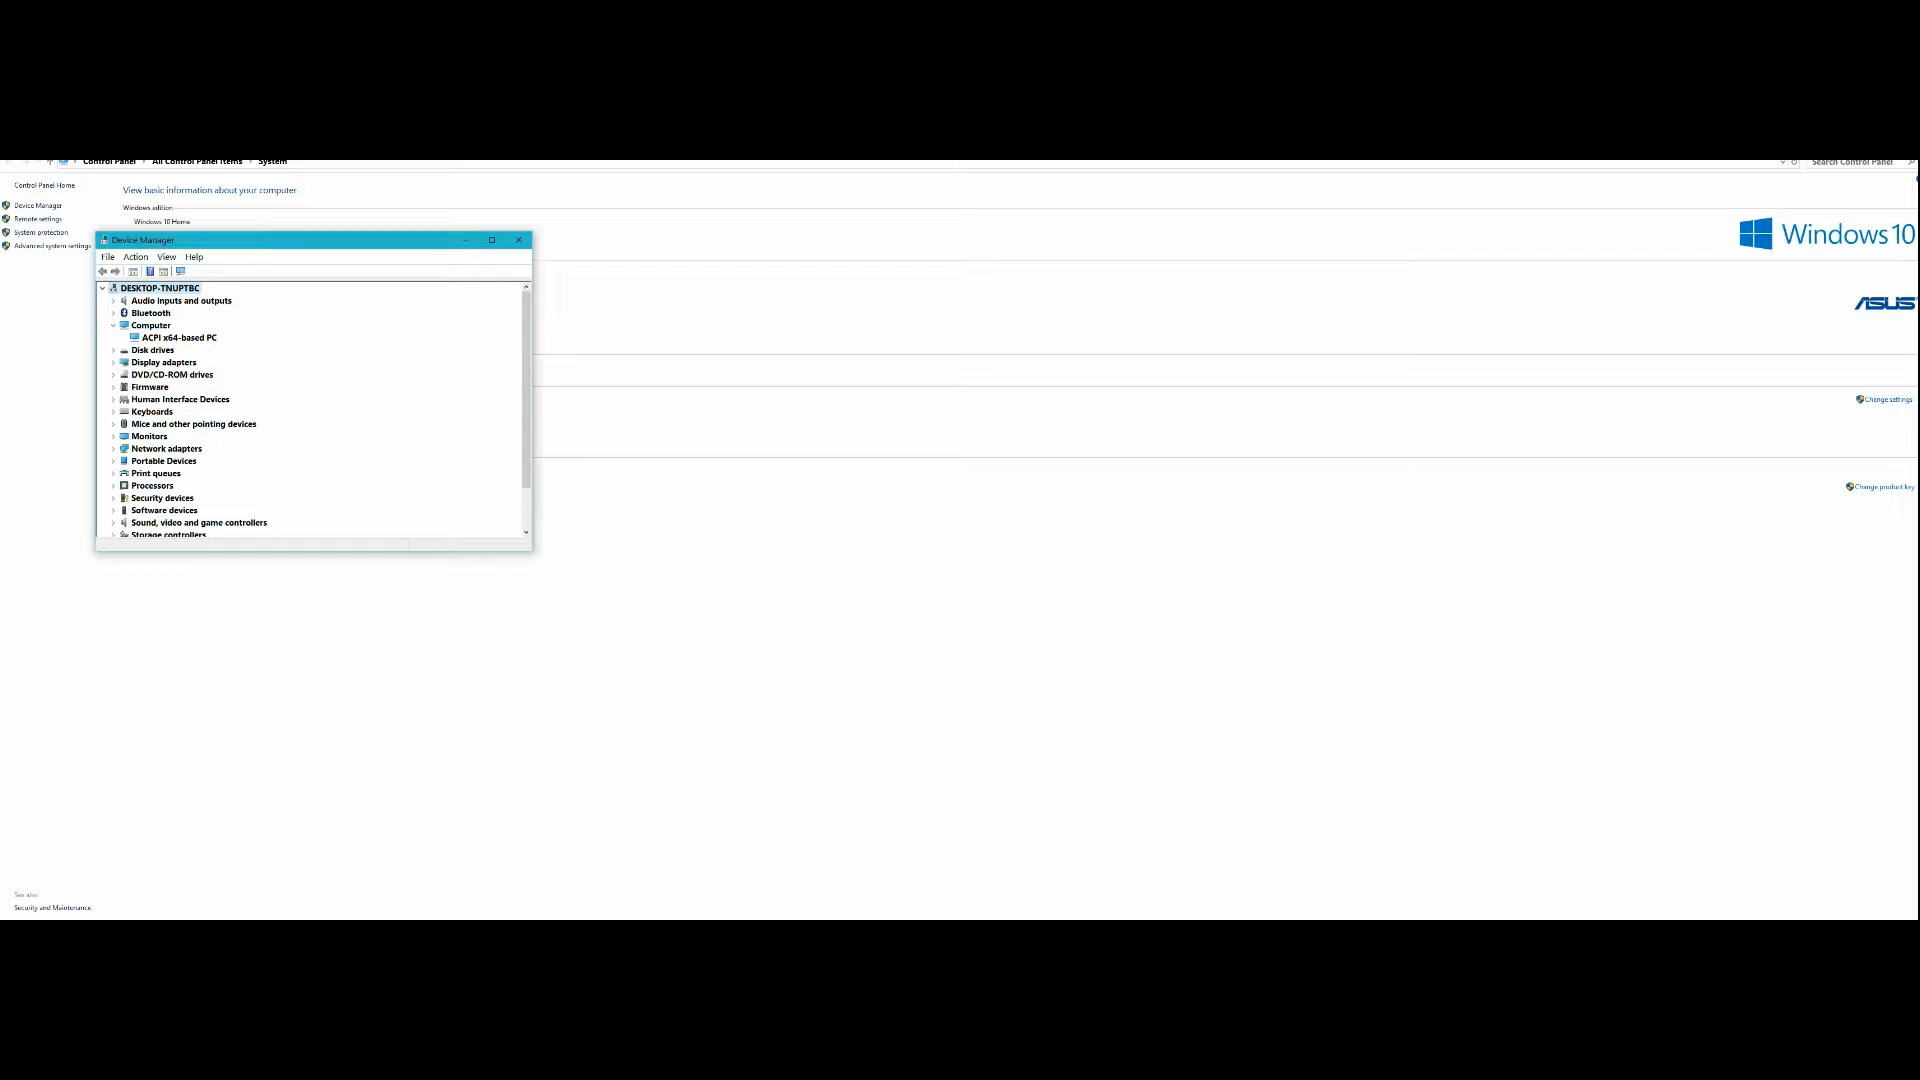 Control Panel All Control Panel Items System
Search Control Panel
Control Panel Home
View basic information about your computer
Device Manager
Windows edition
Remote settings
Windows 10 Home
System protection
Advanced system settings
Windows 10
Device Manager
File Action View Help
DESKTOP-TNUPTBC
Audio inputs and outputs
ASUS
Bluetooth
Computer
ACPI x64-based PC
Disk drives
Display adapters
DVD/CD-ROM drives
Firmware
Human Interface Devices
Change settings
Keyboards
Mice and other pointing devices
Monitors
Network adapters
Portable Devices
Print queues
Processors
Change product key
Security devices
Software devices
Sound, video and game controllers
Storage controllers
See also
Security and Maintenance